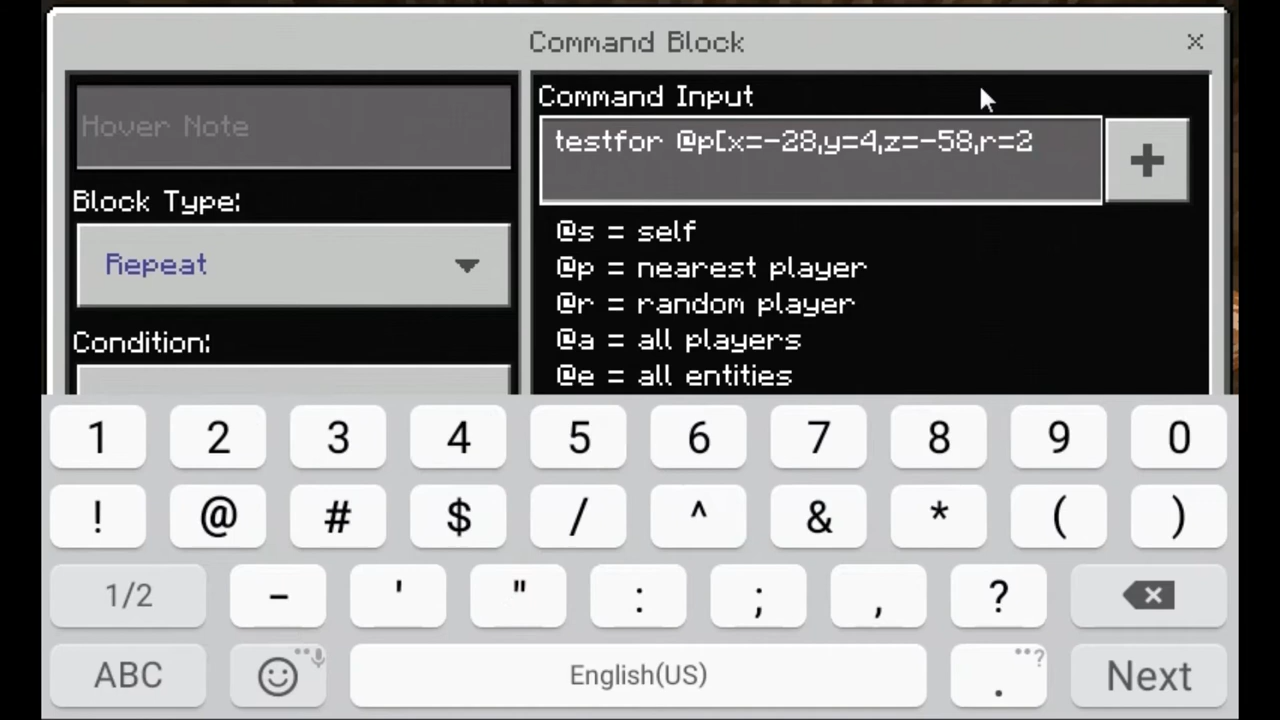 Command Block
Hover Note
Block Type:
Repeat
Condition:
Command Input
testfor @p[x=-28,y=4,z=-58,r=2
+
@s = self
@p = nearest player
@r = random player
@a = all players
@e = all entities
1 2 3 4 5 6 7 8 9 0
! @ # $ / ^ & * ( )
1/2 - ' " : ; , ?
ABC English(US) . Next